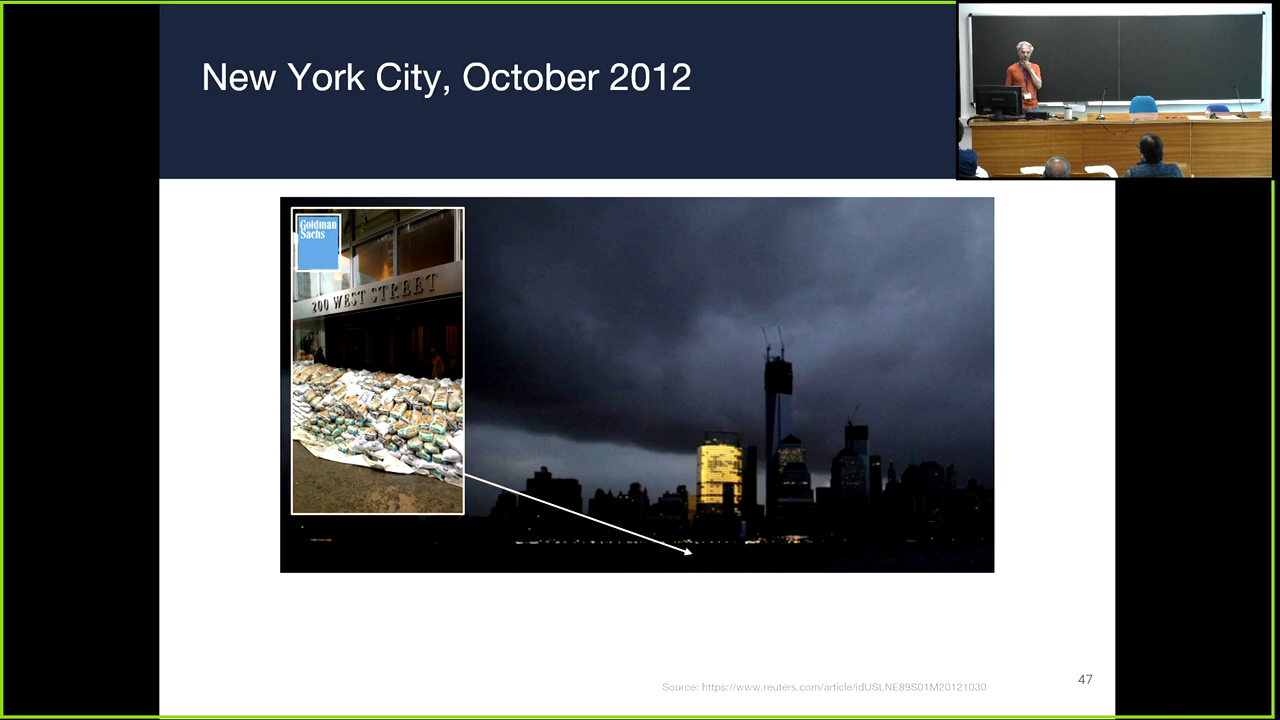 New York City, October 2012
Goldman
Sachs
200 WEST STREET
Source: https://www.reuters.com/article/idUSLNE89S01M20121030
47